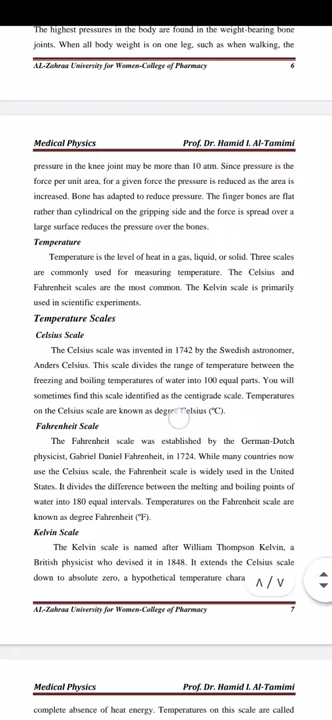 The highest pressures in the body are found in the weight-bearing bone
joints. When all body weight is on one leg, such as when walking, the
AL-Zahraa University for Women-College of Pharmacy 6
Medical Physics Prof. Dr. Hamid I. Al-Tamimi
pressure in the knee joint may be more than 10 atm. Since pressure is the
force per unit area, for a given force the pressure is reduced as the area is
increased. Bone has adapted to reduce pressure. The finger bones are flat
rather than cylindrical on the gripping side and the force is spread over a
large surface reduces the pressure over the bones.
Temperature
Temperature is the level of heat in a gas, liquid, or solid. Three scales
are commonly used for measuring temperature. The Celsius and
Fahrenheit scales are the most common. The Kelvin scale is primarily
used in scientific experiments.
Temperature Scales
Celsius Scale
The Celsius scale was invented in 1742 by the Swedish astronomer,
Anders Celsius. This scale divides the range of temperature between the
freezing and boiling temperatures of water into 100 equal parts. You will
sometimes find this scale identified as the centigrade scale. Temperatures
on the Celsius scale are known as degree Celsius (ºC).
Fahrenheit Scale
The Fahrenheit scale was established by the German-Dutch
physicist, Gabriel Daniel Fahrenheit, in 1724. While many countries now
use the Celsius scale, the Fahrenheit scale is widely used in the United
States. It divides the difference between the melting and boiling points of
water into 180 equal intervals. Temperatures on the Fahrenheit scale are
known as degree Fahrenheit (ºF).
Kelvin Scale
The Kelvin scale is named after William Thompson Kelvin, a
British physicist who devised it in 1848. It extends the Celsius scale
down to absolute zero, a hypothetical temperature chara
AL-Zahraa University for Women-College of Pharmacy 7
Medical Physics Prof. Dr. Hamid I. Al-Tamimi
complete absence of heat energy. Temperatures on this scale are called